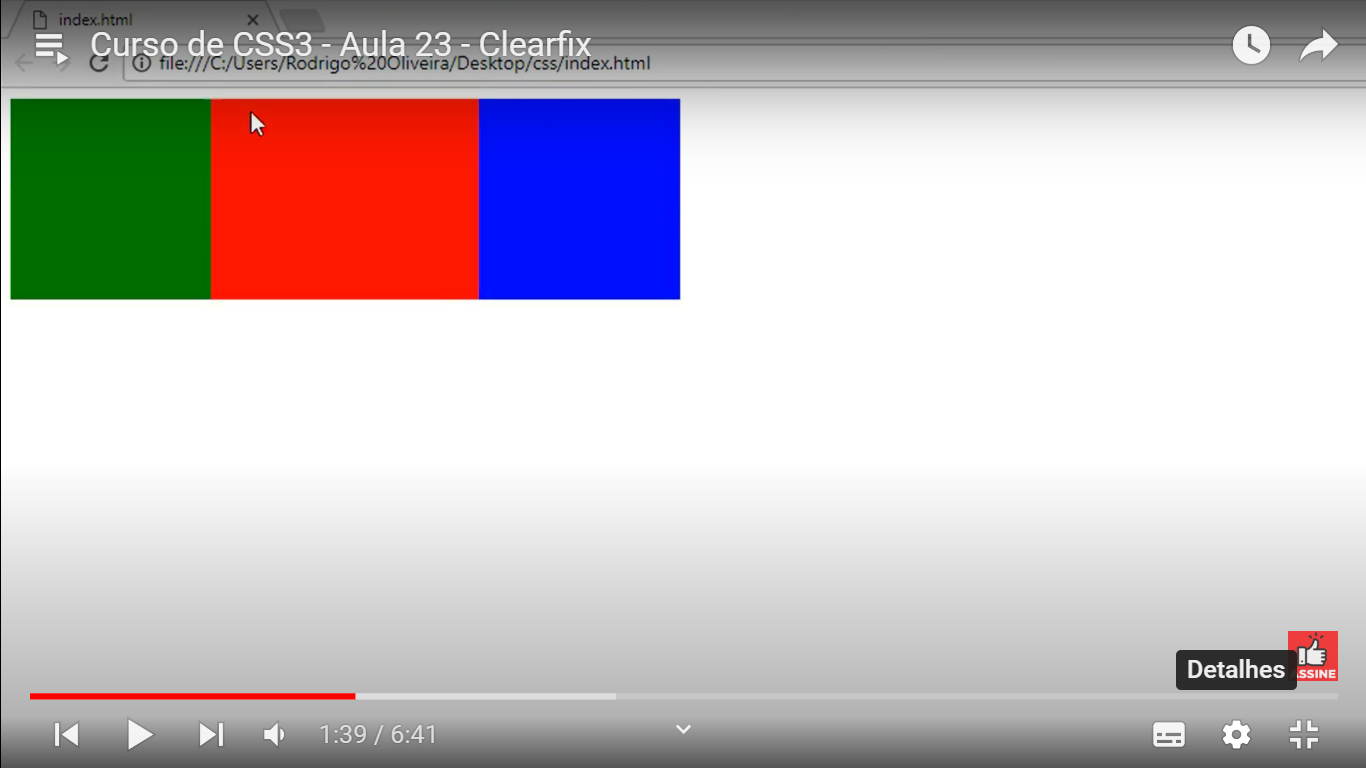 index.html
Curso de CSS3 - Aula 23 - Clearfix
file:///C:/Users/Rodrigo%20Oliveira/Desktop/css/index.html
Detalhes
SSINE
1:39 / 6:41